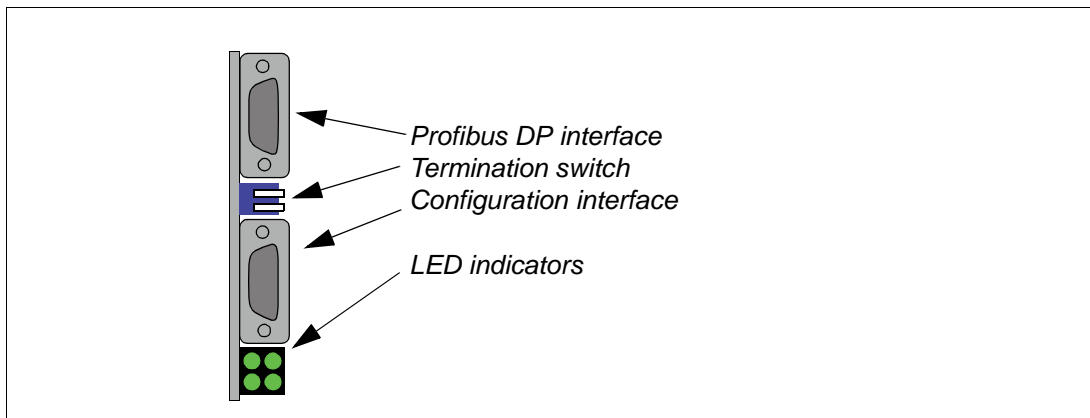 Profibus DP interface
Termination switch
Configuration interface
LED indicators